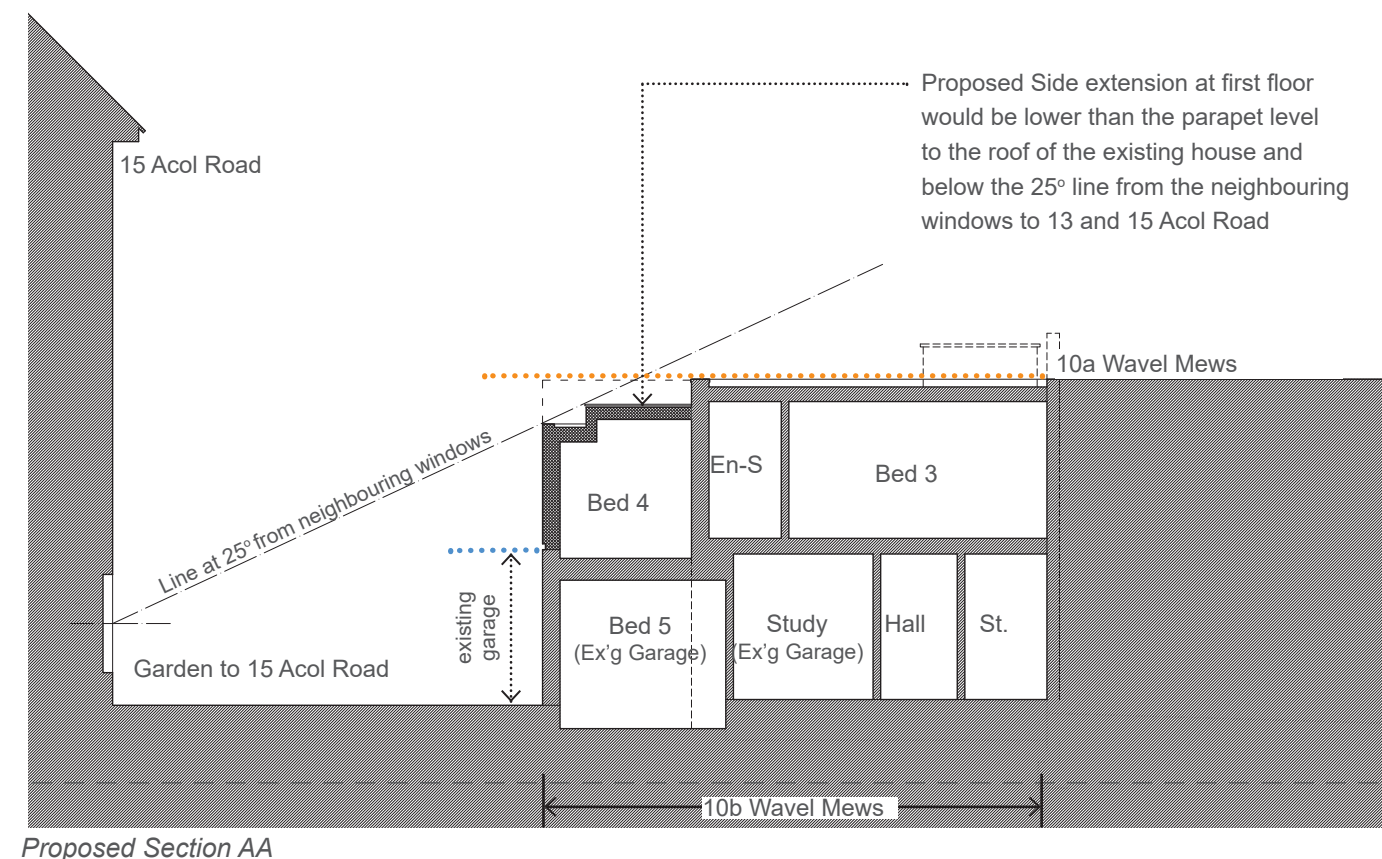 Proposed Side extension at first floor
would be lower than the parapet level
to the roof of the existing house and
below the 25º line from the neighbouring
windows to 13 and 15 Acol Road
15 Acol Road
10a Wavel Mews
Line at 25º from neighbouring windows
En-S
Bed 3
Bed 4
existing
garage
Bed 5
(Ex'g Garage)
Study
(Ex'g Garage)
Hall
St.
Garden to 15 Acol Road
10b Wavel Mews
Proposed Section AA